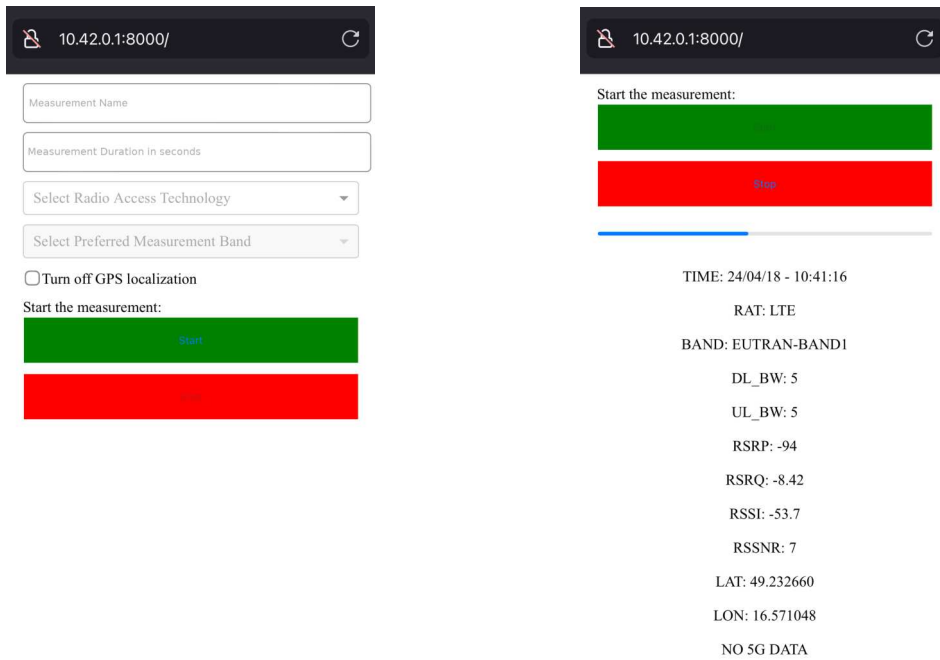 10.42.0.1:8000/
Measurement Name
Measurement Duration in seconds
Select Radio Access Technology
Select Preferred Measurement Band
Turn off GPS localization
Start the measurement:
Start
10.42.0.1:8000/
Start the measurement:
Stop
TIME: 24/04/18 - 10:41:16
RAT: LTE
BAND: EUTRAN-BAND1
DL_BW: 5
UL_BW: 5
RSRP: -94
RSRQ: -8.42
RSSI: -53.7
RSSNR: 7
LAT: 49.232660
LON: 16.571048
NO 5G DATA